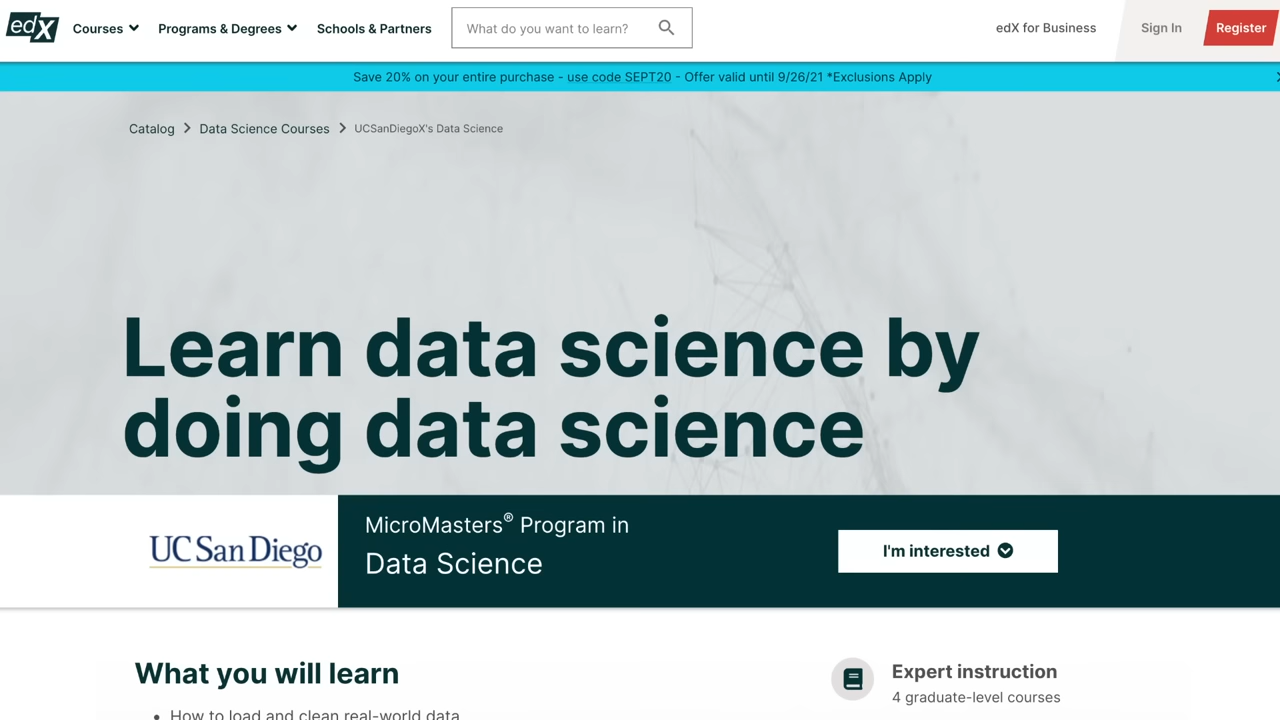 edX
Courses
Programs & Degrees
Schools & Partners
What do you want to learn?
edX for Business
Sign In
Register
Save 20% on your entire purchase - use code SEPT20 - Offer valid until 9/26/21 *Exclusions Apply
Catalog
Data Science Courses
UCSanDiegoX's Data Science
Learn data science by
doing data science
UC San Diego
MicroMasters® Program in
Data Science
I'm interested
What you will learn
Expert instruction
4 graduate-level courses
How to load and clean real-world data